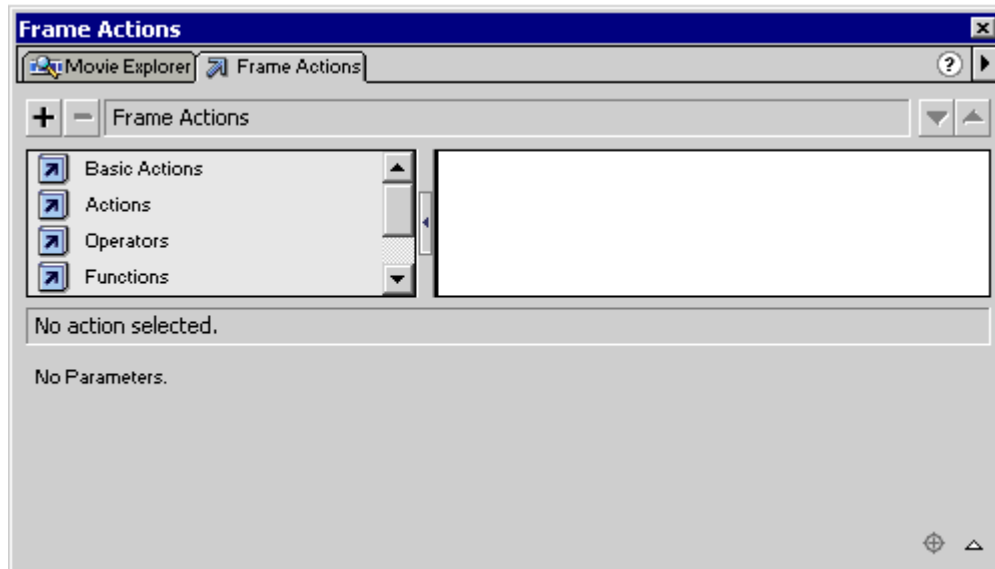 Frame Actions
Movie Explorer Frame Actions ?
+ − Frame Actions
Basic Actions
Actions
Operators
Functions
No action selected.
No Parameters.